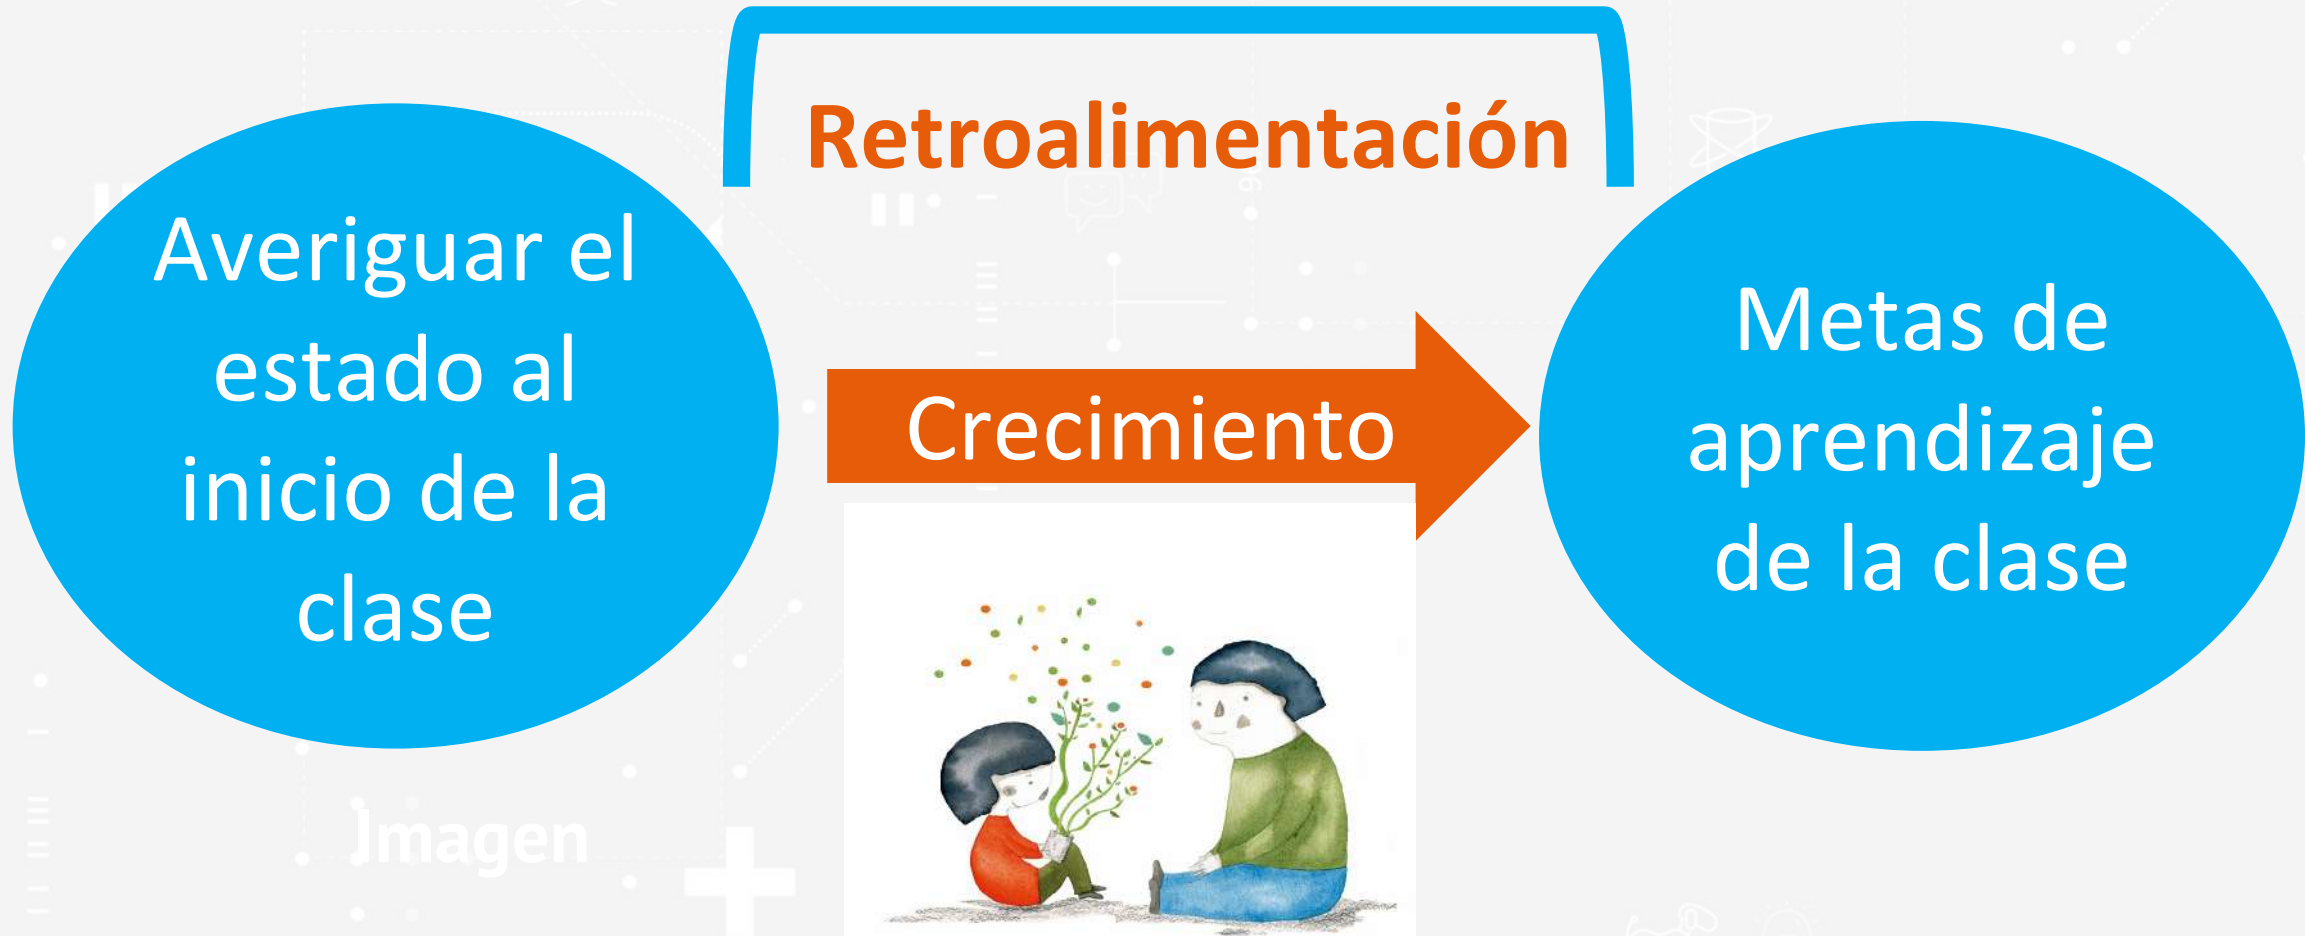 Retroalimentación
Averiguar el
estado al
inicio de la
clase
Crecimiento
Metas de
aprendizaje
de la clase
Imagen